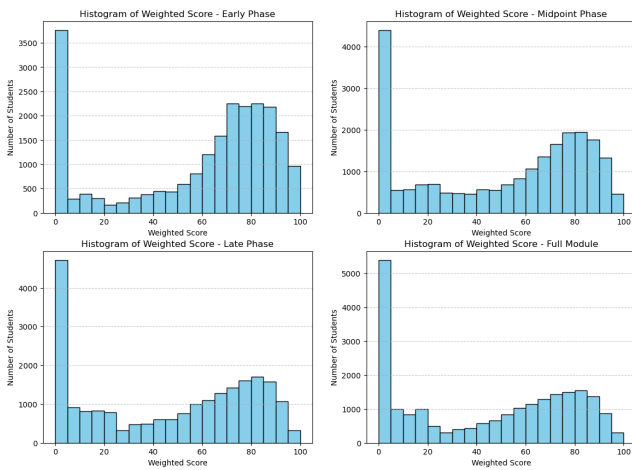 Histogram of Weighted Score - Early Phase
Number of Students
3500
3000
2500
2000
1500
1000
500
0
0 20 40 60 80 100
Weighted Score
Histogram of Weighted Score - Midpoint Phase
Number of Students
4000
3000
2000
1000
0
0 20 40 60 80 100
Weighted Score
Histogram of Weighted Score - Late Phase
Number of Students
4000
3000
2000
1000
0
0 20 40 60 80 100
Weighted Score
Histogram of Weighted Score - Full Module
Number of Students
5000
4000
3000
2000
1000
0
0 20 40 60 80 100
Weighted Score